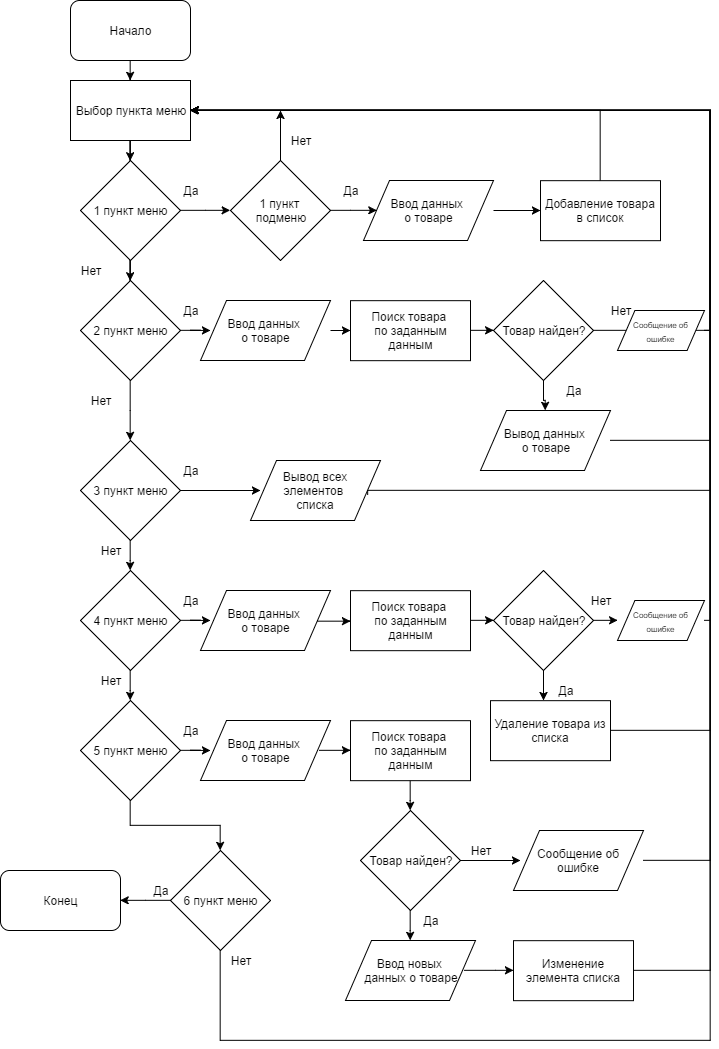 Начало
Выбор пункта меню
Нет
Да
Да
1 пункт меню
1 пункт
подменю
Ввод данных
о товаре
Добавление товара
в список
Нет
Да
Нет
2 пункт меню
Ввод данных
о товаре
Поиск товара
по заданным
данным
Товар найден?
Сообщение об
ошибке
Да
Нет
Вывод данных
о товаре
Да
3 пункт меню
Вывод всех
элементов
списка
Нет
Да
Нет
4 пункт меню
Ввод данных
о товаре
Поиск товара
по заданным
данным
Товар найден?
Сообщение об
ошибке
Нет
Да
Удаление товара из
списка
Да
5 пункт меню
Ввод данных
о товаре
Поиск товара
по заданным
данным
Товар найден?
Нет
Сообщение об
ошибке
Да
Конец
Да
6 пункт меню
Нет
Ввод новых
данных о товаре
Изменение
элемента списка